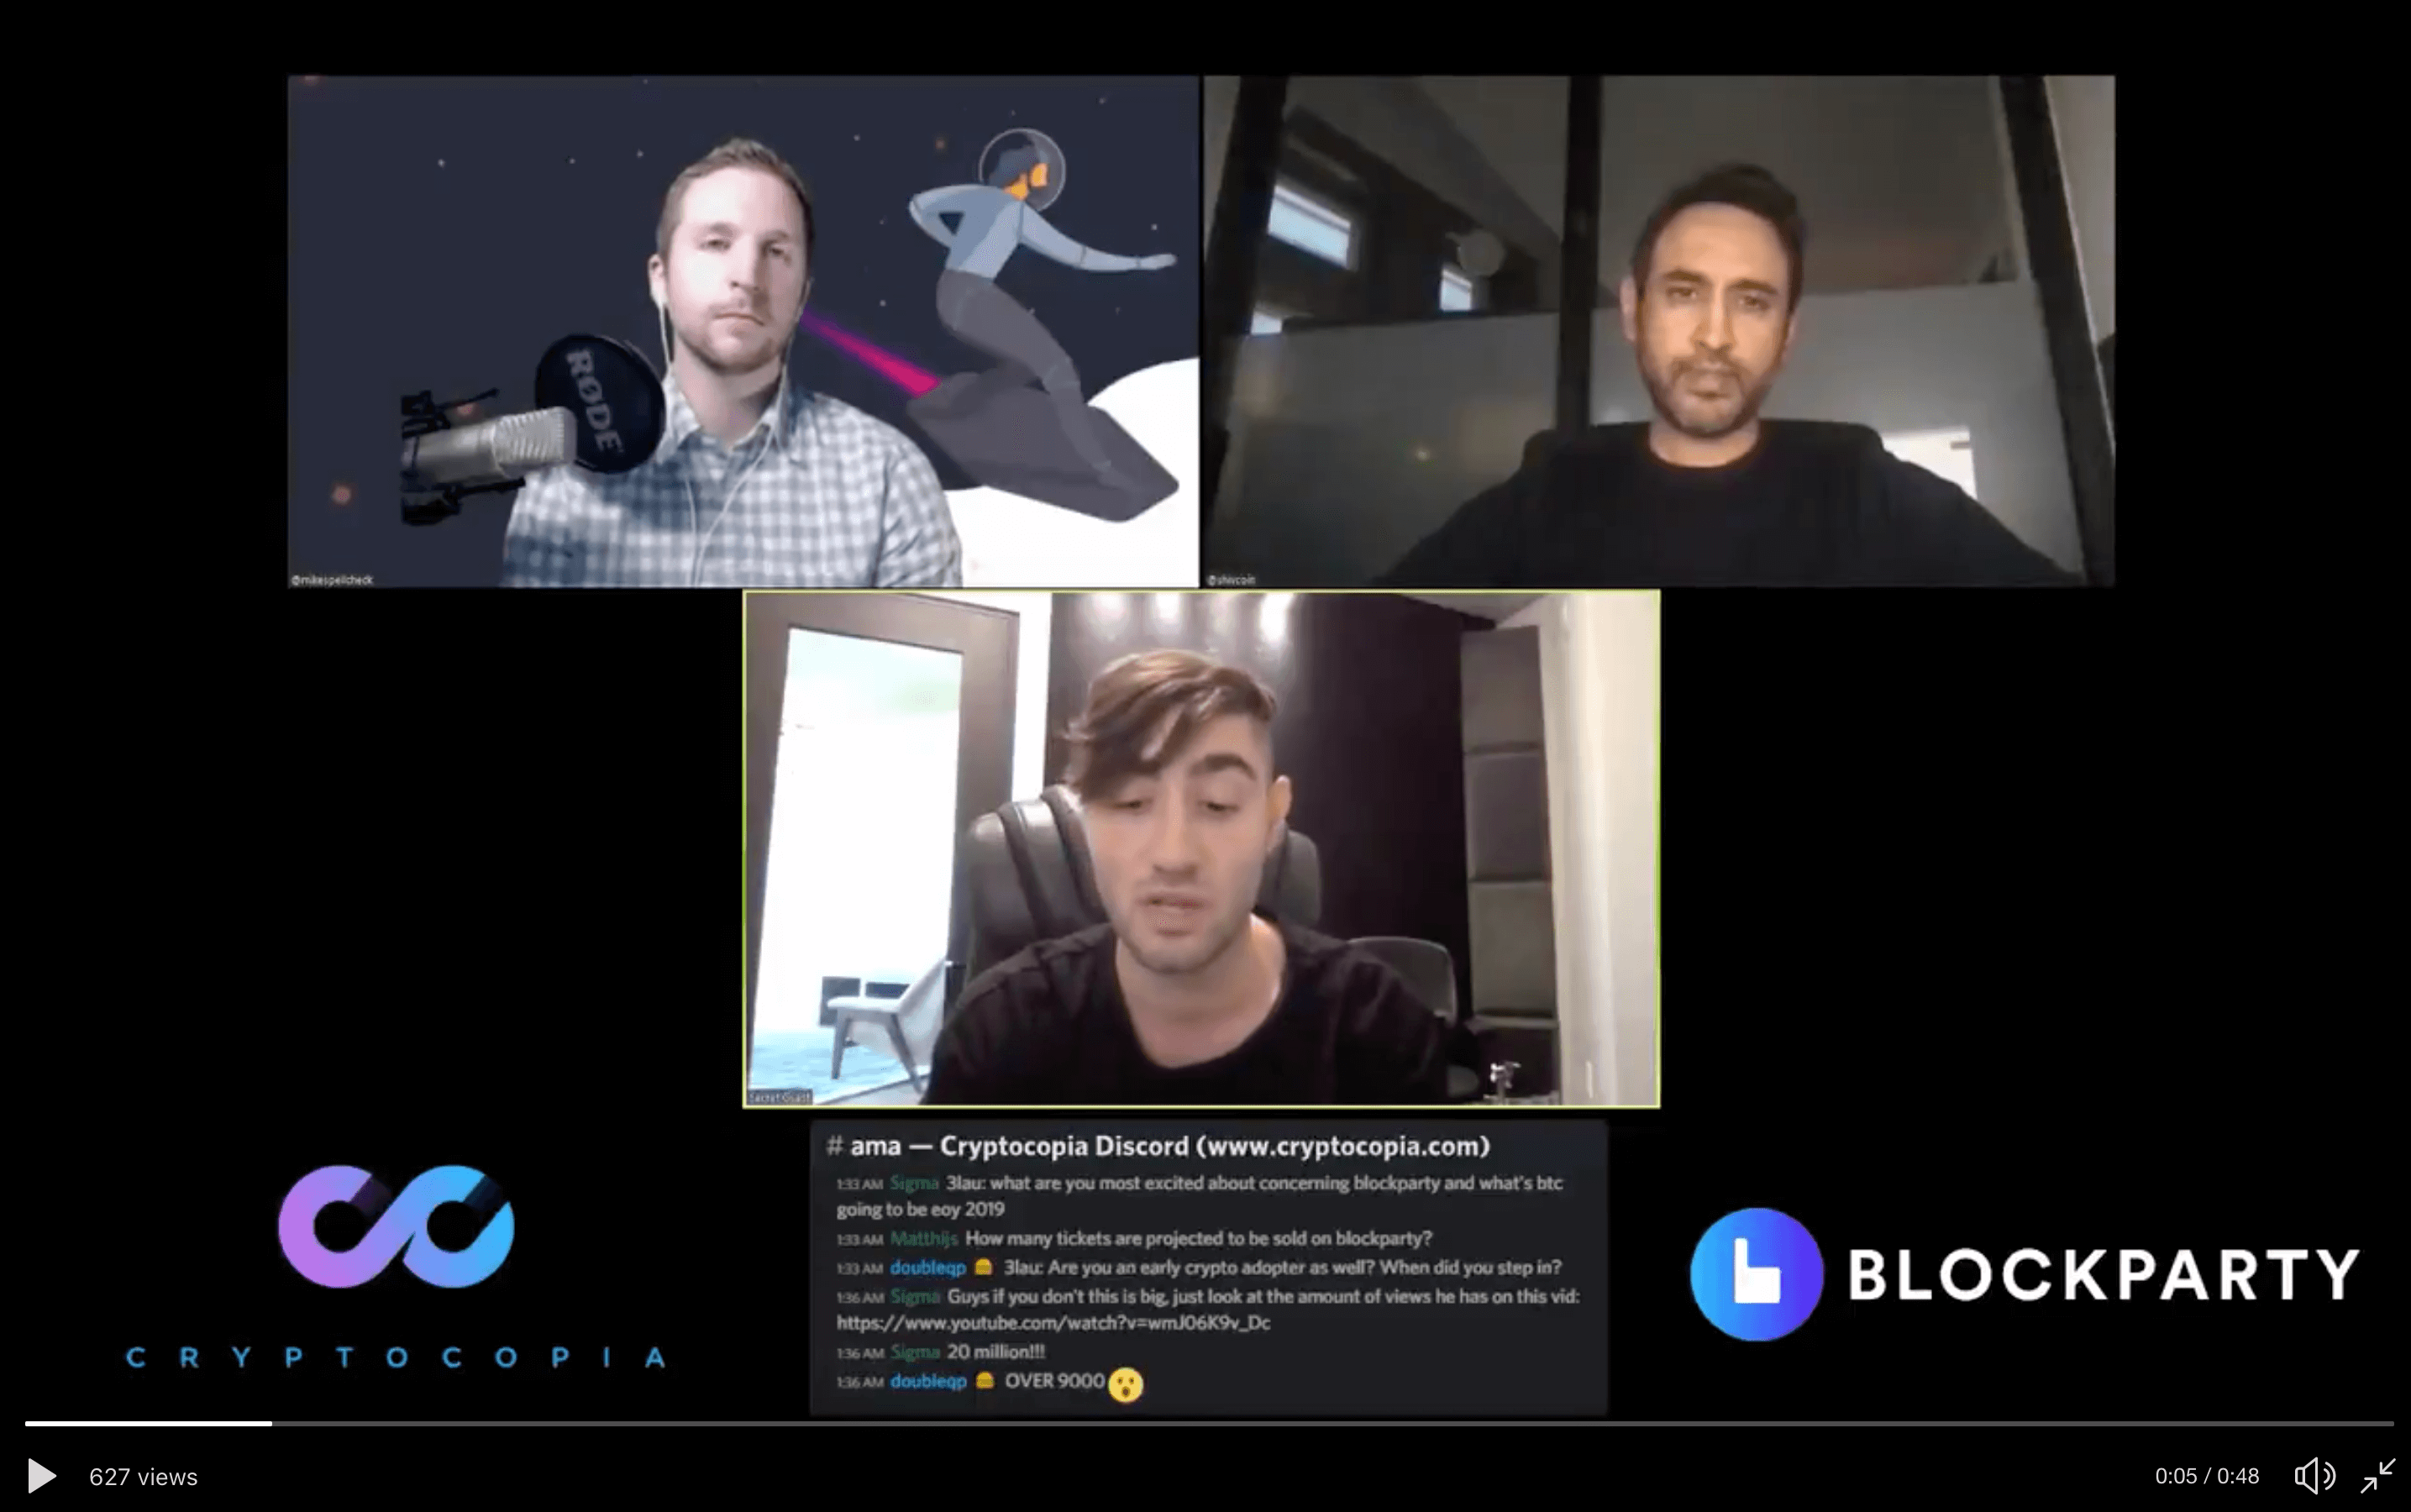 RØDE
@mikespellcheck
@shivcoin
Secret Guest
# ama — Cryptocopia Discord (www.cryptocopia.com)
1:33 AM Sigma 3lau: what are you most excited about concerning blockparty and what's btc
going to be eoy 2019
1:33 AM Matthijs How many tickets are projected to be sold on blockparty?
1:33 AM doubleqp 🍔 3lau: Are you an early crypto adopter as well? When did you step in?
1:36 AM Sigma Guys if you don't this is big, just look at the amount of views he has on this vid:
https://www.youtube.com/watch?v=wmJ06K9v_Dc
1:36 AM Sigma 20 million!!!
1:36 AM doubleqp 🍔 OVER 9000 😮
CRYPTOCOPIA
BLOCKPARTY
627 views
0:05 / 0:48